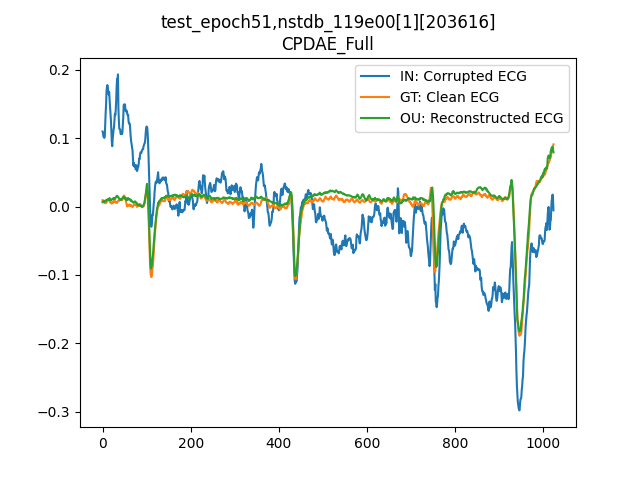 test_epoch51,nstdb_119e00[1][203616]
CPDAE_Full
IN: Corrupted ECG
GT: Clean ECG
OU: Reconstructed ECG
0.2
0.1
0.0
−0.1
−0.2
−0.3
0 200 400 600 800 1000